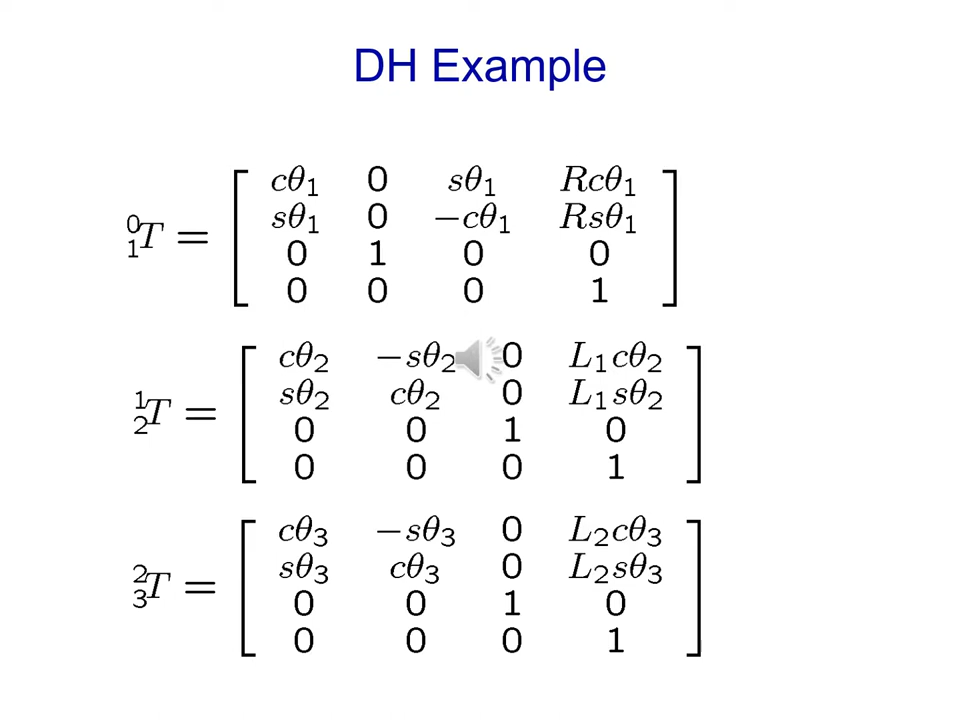 DH Example
⁰₁T = [ cθ₁ 0 sθ₁ Rcθ₁
sθ₁ 0 −cθ₁ Rsθ₁
0 1 0 0
0 0 0 1 ]
¹₂T = [ cθ₂ −sθ₂ 0 L₁cθ₂
sθ₂ cθ₂ 0 L₁sθ₂
0 0 1 0
0 0 0 1 ]
²₃T = [ cθ₃ −sθ₃ 0 L₂cθ₃
sθ₃ cθ₃ 0 L₂sθ₃
0 0 1 0
0 0 0 1 ]